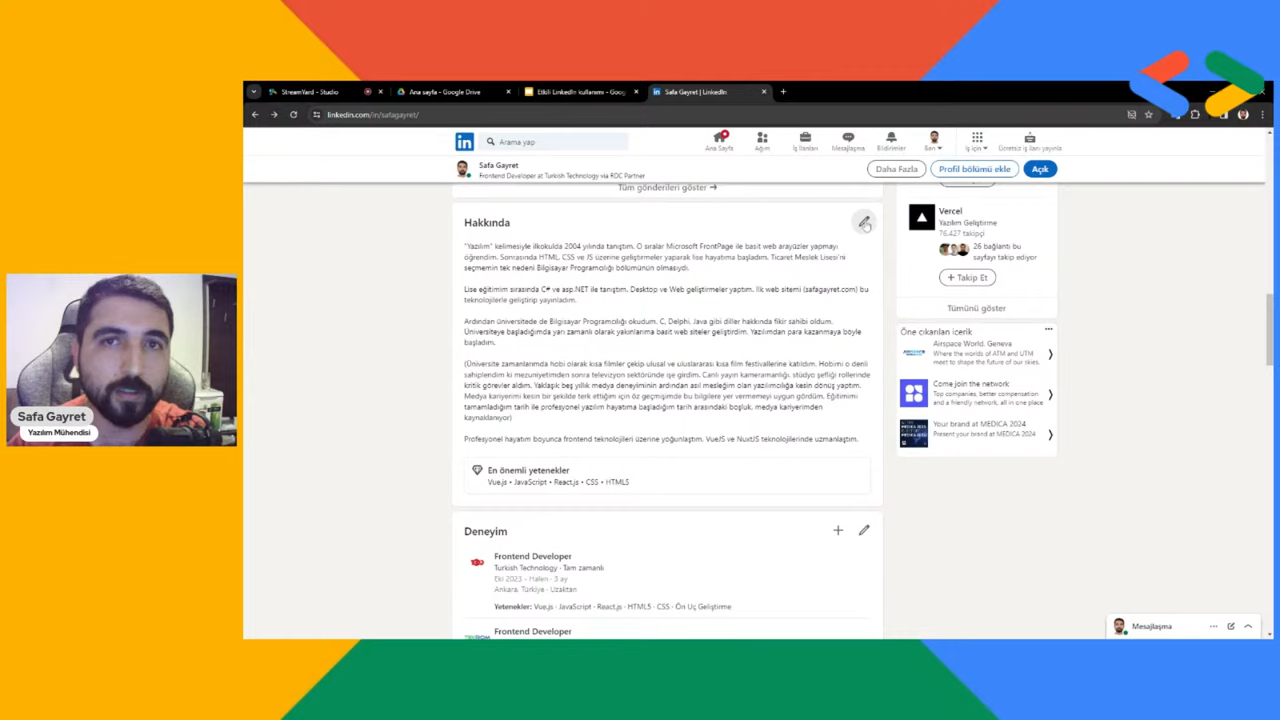 StreamYard - Studio
Ana sayfa - Google Drive
Etkili LinkedIn kullanımı - Goog
Safa Gayret | LinkedIn
linkedin.com/in/safagayret/
in
Arama yap
Ana Sayfa
Ağım
İş İlanları
Mesajlaşma
Bildirimler
Ben
İş için
Ücretsiz iş ilanı yayınla
Safa Gayret
Frontend Developer at Turkish Technology via RDC Partner
Daha Fazla
Profil bölümü ekle
Açık
Tüm gönderileri göster →
Hakkında
"Yazılım" kelimesiyle ilkokulda 2004 yılında tanıştım. O sıralar Microsoft FrontPage ile basit web arayüzler yapmayı
öğrendim. Sonrasında HTML, CSS ve JS üzerine geliştirmeler yaparak lise hayatıma başladım. Ticaret Meslek Lisesi'ni
seçmemin tek nedeni Bilgisayar Programcılığı bölümünün olmasıydı.
Lise eğitimim sırasında C# ve asp.NET ile tanıştım. Desktop ve Web geliştirmeler yaptım. İlk web sitemi (safagayret.com) bu
teknolojilerle geliştirip yayınladım.
Ardından üniversitede de Bilgisayar Programcılığı okudum. C, Delphi, Java gibi diller hakkında fikir sahibi oldum.
Üniversiteye başladığımda yarı zamanlı olarak yakınlarıma basit web siteler geliştirdim. Yazılımdan para kazanmaya böyle
başladım.
(Üniversite zamanlarımda hobi olarak kısa filmler çekip ulusal ve uluslararası kısa film festivallerine katıldım. Hobimi o denli
sahiplendim ki mezuniyetimden sonra televizyon sektöründe işe girdim. Canlı yayın kameramanlığı, stüdyo şefliği rollerinde
kritik görevler aldım. Yaklaşık beş yıllık medya deneyiminin ardından asıl mesleğim olan yazılımcılığa kesin dönüş yaptım.
Medya kariyerimi kesin bir şekilde terk ettiğim için öz geçmişimde bu bilgilere yer vermemeyi uygun gördüm. Eğitimimi
tamamladığım tarih ile profesyonel yazılım hayatıma başladığım tarih arasındaki boşluk, medya kariyerimden
kaynaklanıyor)
Profesyonel hayatım boyunca frontend teknolojileri üzerine yoğunlaştım. VueJS ve NuxtJS teknolojilerinde uzmanlaştım.
En önemli yetenekler
Vue.js • JavaScript • React.js • CSS • HTML5
Deneyim
Frontend Developer
Turkish Technology · Tam zamanlı
Eki 2023 - Halen · 3 ay
Ankara, Türkiye · Uzaktan
Yetenekler: Vue.js · JavaScript · React.js · HTML5 · CSS · Ön Uç Geliştirme
Frontend Developer
Vercel
Yazılım Geliştirme
76.427 takipçi
26 bağlantı bu
sayfayı takip ediyor
+ Takip Et
Tümünü göster
Öne çıkarılan içerik
Airspace World, Geneva
Where the worlds of ATM and UTM
meet to shape the future of our skies.
Come join the network
Top companies, better compensation
and a friendly network, all in one place
Your brand at MEDICA 2024
Present your brand at MEDICA 2024
Mesajlaşma
Safa Gayret
Yazılım Mühendisi